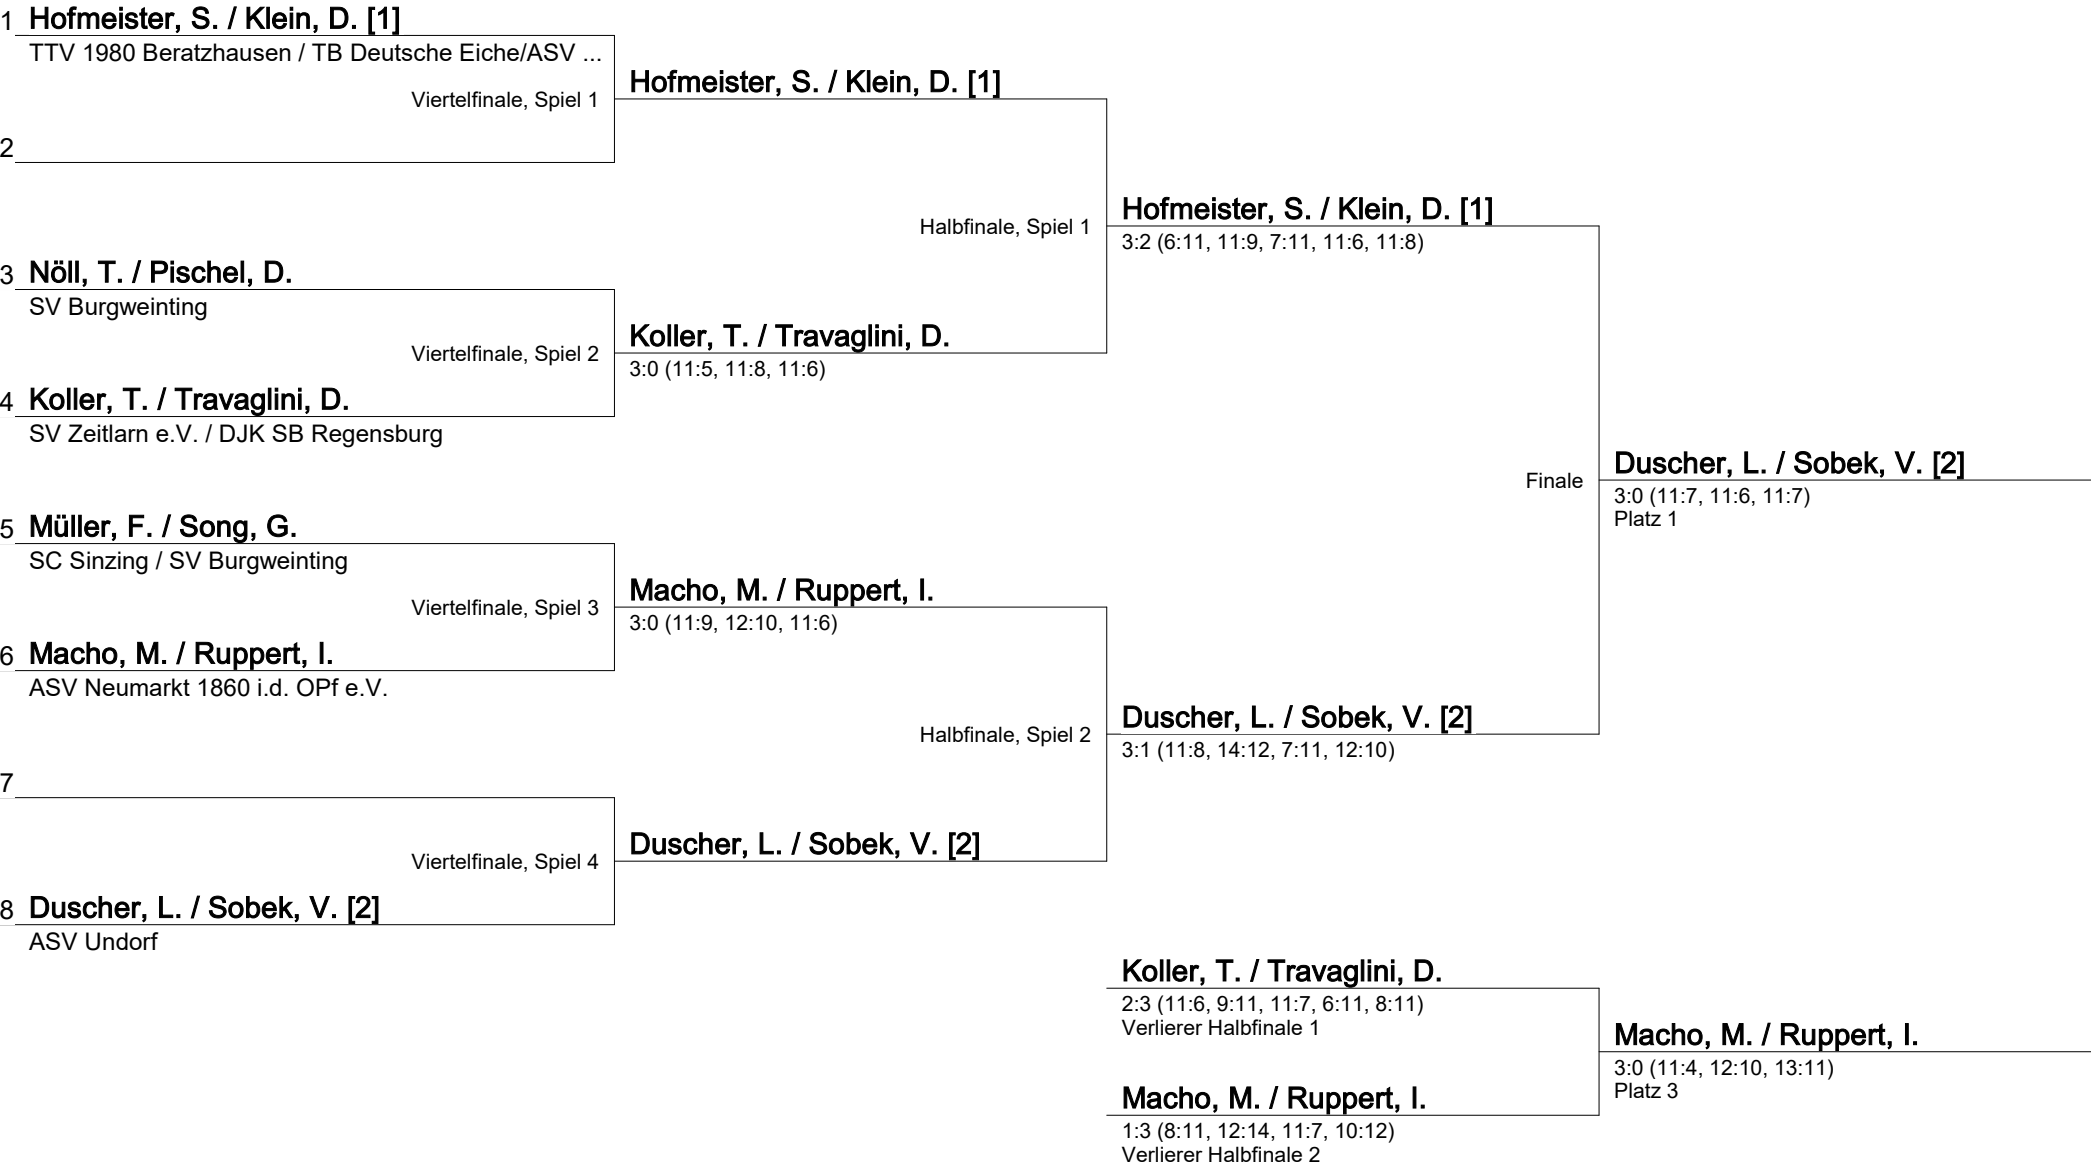 1 Hofmeister, S. / Klein, D. [1]
TTV 1980 Beratzhausen / TB Deutsche Eiche/ASV ...
Viertelfinale, Spiel 1
Hofmeister, S. / Klein, D. [1]
2
Halbfinale, Spiel 1
Hofmeister, S. / Klein, D. [1]
3:2 (6:11, 11:9, 7:11, 11:6, 11:8)
3 Nöll, T. / Pischel, D.
SV Burgweinting
Viertelfinale, Spiel 2
Koller, T. / Travaglini, D.
3:0 (11:5, 11:8, 11:6)
4 Koller, T. / Travaglini, D.
SV Zeitlarn e.V. / DJK SB Regensburg
Finale
Duscher, L. / Sobek, V. [2]
3:0 (11:7, 11:6, 11:7)
Platz 1
5 Müller, F. / Song, G.
SC Sinzing / SV Burgweinting
Viertelfinale, Spiel 3
Macho, M. / Ruppert, I.
3:0 (11:9, 12:10, 11:6)
6 Macho, M. / Ruppert, I.
ASV Neumarkt 1860 i.d. OPf e.V.
Halbfinale, Spiel 2
Duscher, L. / Sobek, V. [2]
3:1 (11:8, 14:12, 7:11, 12:10)
7
Viertelfinale, Spiel 4
Duscher, L. / Sobek, V. [2]
8 Duscher, L. / Sobek, V. [2]
ASV Undorf
Koller, T. / Travaglini, D.
2:3 (11:6, 9:11, 11:7, 6:11, 8:11)
Verlierer Halbfinale 1
Macho, M. / Ruppert, I.
3:0 (11:4, 12:10, 13:11)
Platz 3
Macho, M. / Ruppert, I.
1:3 (8:11, 12:14, 11:7, 10:12)
Verlierer Halbfinale 2